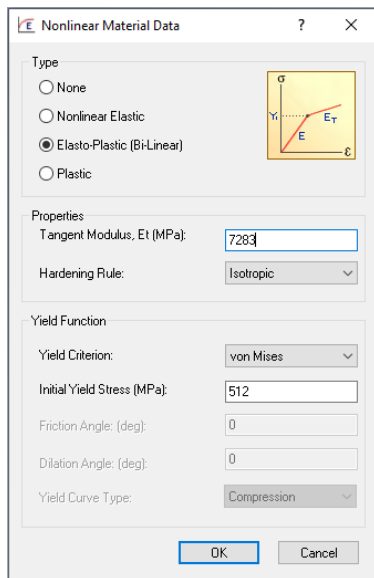 Nonlinear Material Data
Type
None
Nonlinear Elastic
Elasto-Plastic (Bi-Linear)
Plastic
σ
Yi
ET
E
ε
Properties
Tangent Modulus, Et (MPa): 7283
Hardening Rule: Isotropic
Yield Function
Yield Criterion: von Mises
Initial Yield Stress (MPa): 512
Friction Angle: (deg): 0
Dilation Angle: (deg): 0
Yield Curve Type: Compression
OK Cancel